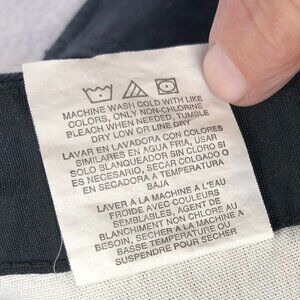 MACHINE WASH COLD WITH LIKE
COLORS, ONLY NON-CHLORINE
BLEACH WHEN NEEDED, TUMBLE
DRY LOW OR LINE DRY
LAVAR EN LAVADORA CON COLORES
SIMILARES EN AGUA FRIA, USAR
SOLO BLANQUEADOR SIN CLORO SI
ES NECESARIO, SECAR COLGADO O
EN SECADORA A TEMPERATURA
BAJA
LAVER A LA MACHINE A L'EAU
FROIDE AVEC COULEURS
SEMBLABLES, AGENT DE
BLANCHIMENT NON CHLORE AU
BESOIN, SECHER A LA MACHINE A
BASSE TEMPERATURE OU
SUSPENDRE POUR SECHER